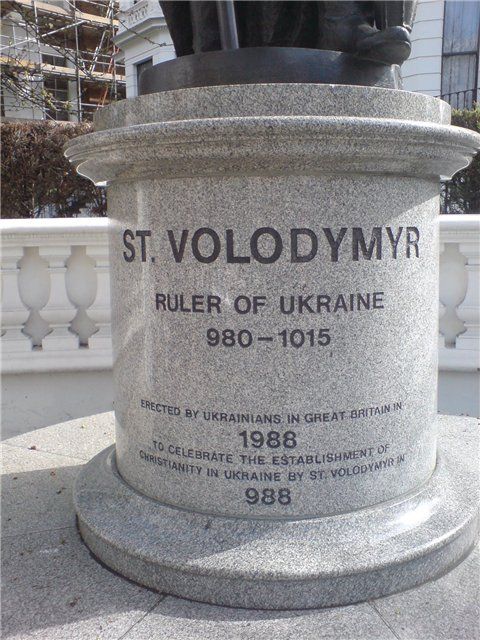 ST. VOLODYMYR
RULER OF UKRAINE
980-1015
ERECTED BY UKRAINIANS IN GREAT BRITAIN IN
1988
TO CELEBRATE THE ESTABLISHMENT OF
CHRISTIANITY IN UKRAINE BY ST. VOLODYMYR IN
988